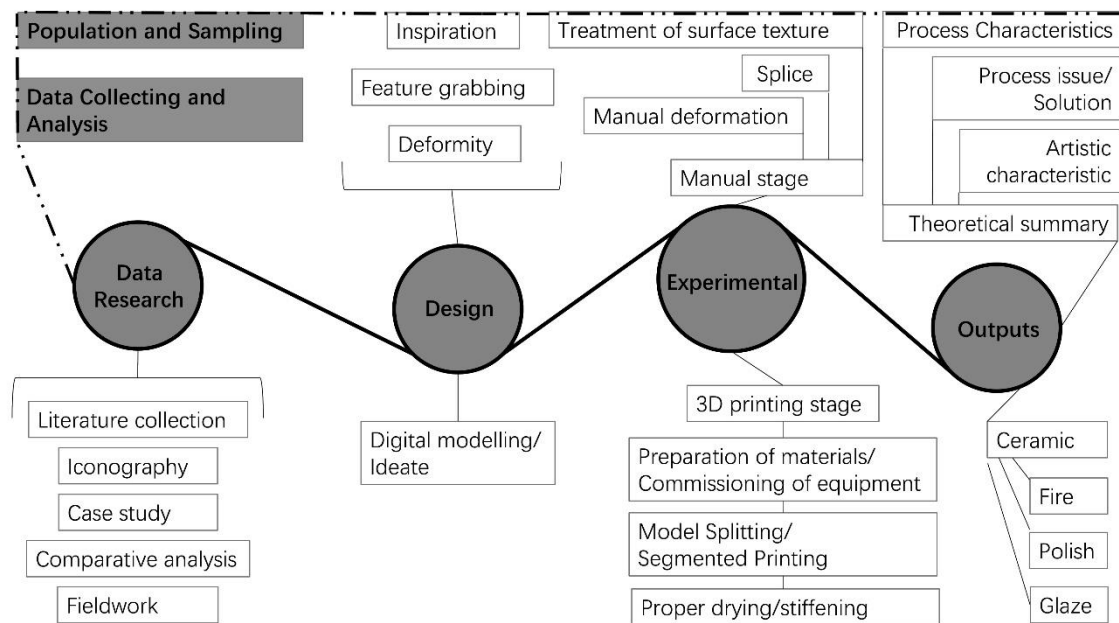 Population and Sampling
Data Collecting and
Analysis
Inspiration
Feature grabbing
Deformity
Treatment of surface texture
Splice
Manual deformation
Manual stage
Process Characteristics
Process issue/
Solution
Artistic
characteristic
Theoretical summary
Data
Research
Design
Experimental
Outputs
Literature collection
Iconography
Case study
Comparative analysis
Fieldwork
Digital modelling/
Ideate
3D printing stage
Preparation of materials/
Commissioning of equipment
Model Splitting/
Segmented Printing
Proper drying/stiffening
Ceramic
Fire
Polish
Glaze